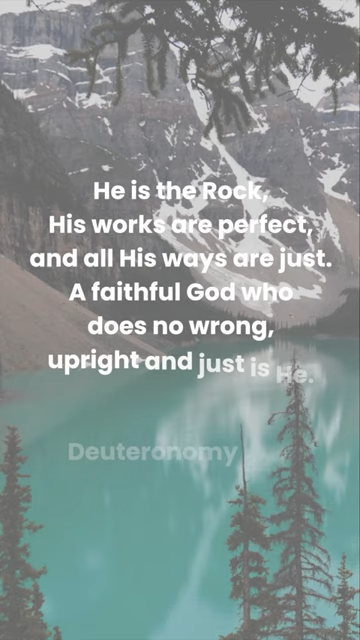 He is the Rock,
His works are perfect,
and all His ways are just.
A faithful God who
does no wrong,
upright and just is He.
Deuteronomy